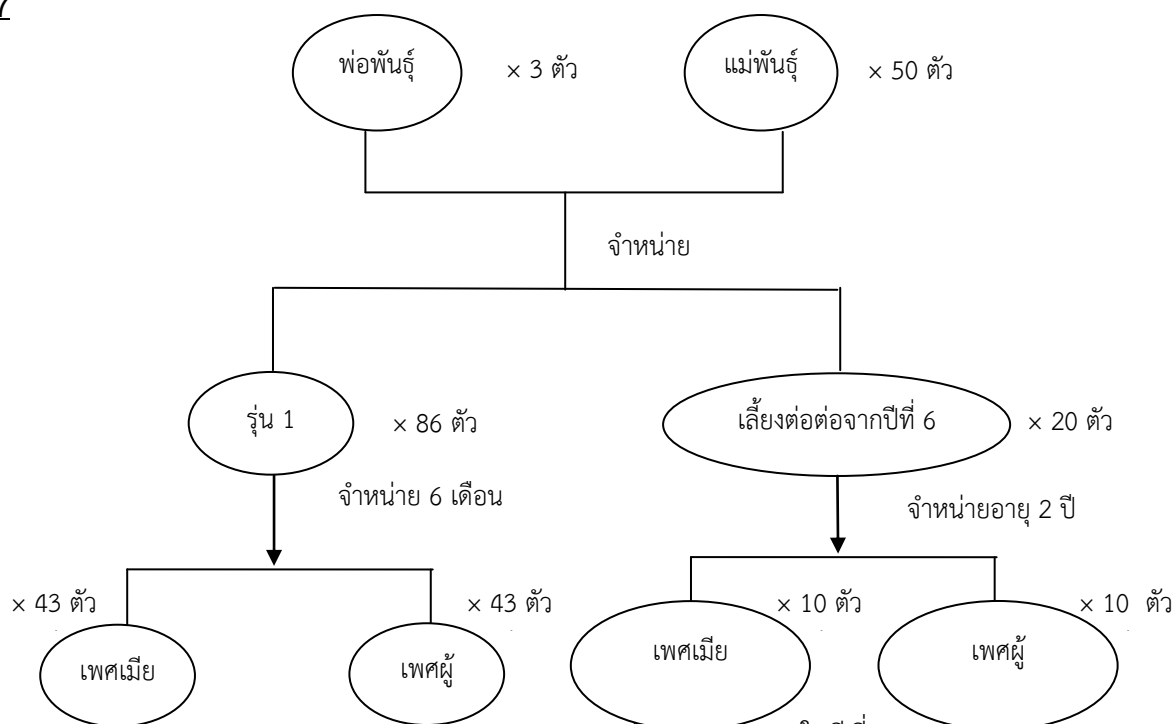 7
พ่อพันธุ์ × 3 ตัว แม่พันธุ์ × 50 ตัว
จำหน่าย
รุ่น 1 × 86 ตัว เลี้ยงต่อต่อจากปีที่ 6 × 20 ตัว
จำหน่าย 6 เดือน จำหน่ายอายุ 2 ปี
× 43 ตัว × 43 ตัว × 10 ตัว × 10 ตัว
เพศเมีย เพศผู้ เพศเมีย เพศผู้